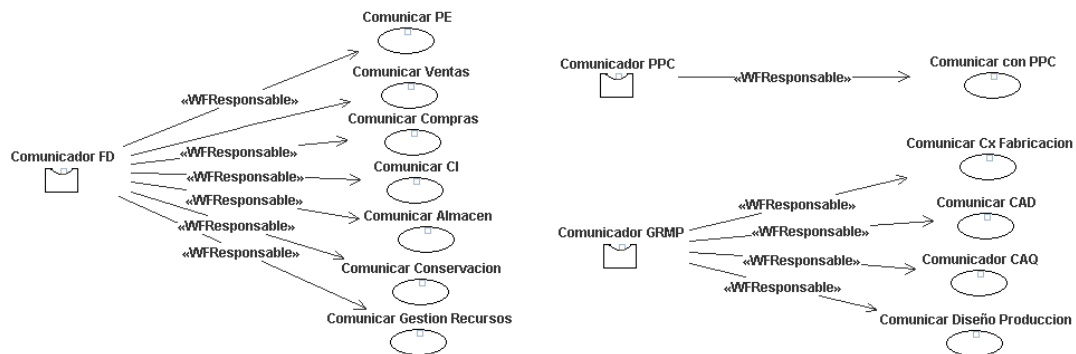 Comunicar PE
Comunicar Ventas
«WFResponsable»
Comunicar Compras
«WFResponsable»
Comunicador FD
Comunicar CI
«WFResponsable»
«WFResponsable»
Comunicar Almacen
«WFResponsable»
«WFResponsable»
Comunicar Conservacion
Comunicar Gestion Recursos
Comunicador PPC
«WFResponsable»
Comunicar con PPC
Comunicar Cx Fabricacion
«WFResponsable»
Comunicar CAD
Comunicador GRMP
«WFResponsable»
Comunicador CAQ
«WFResponsable»
«WFResponsable»
Comunicar Diseño Produccion